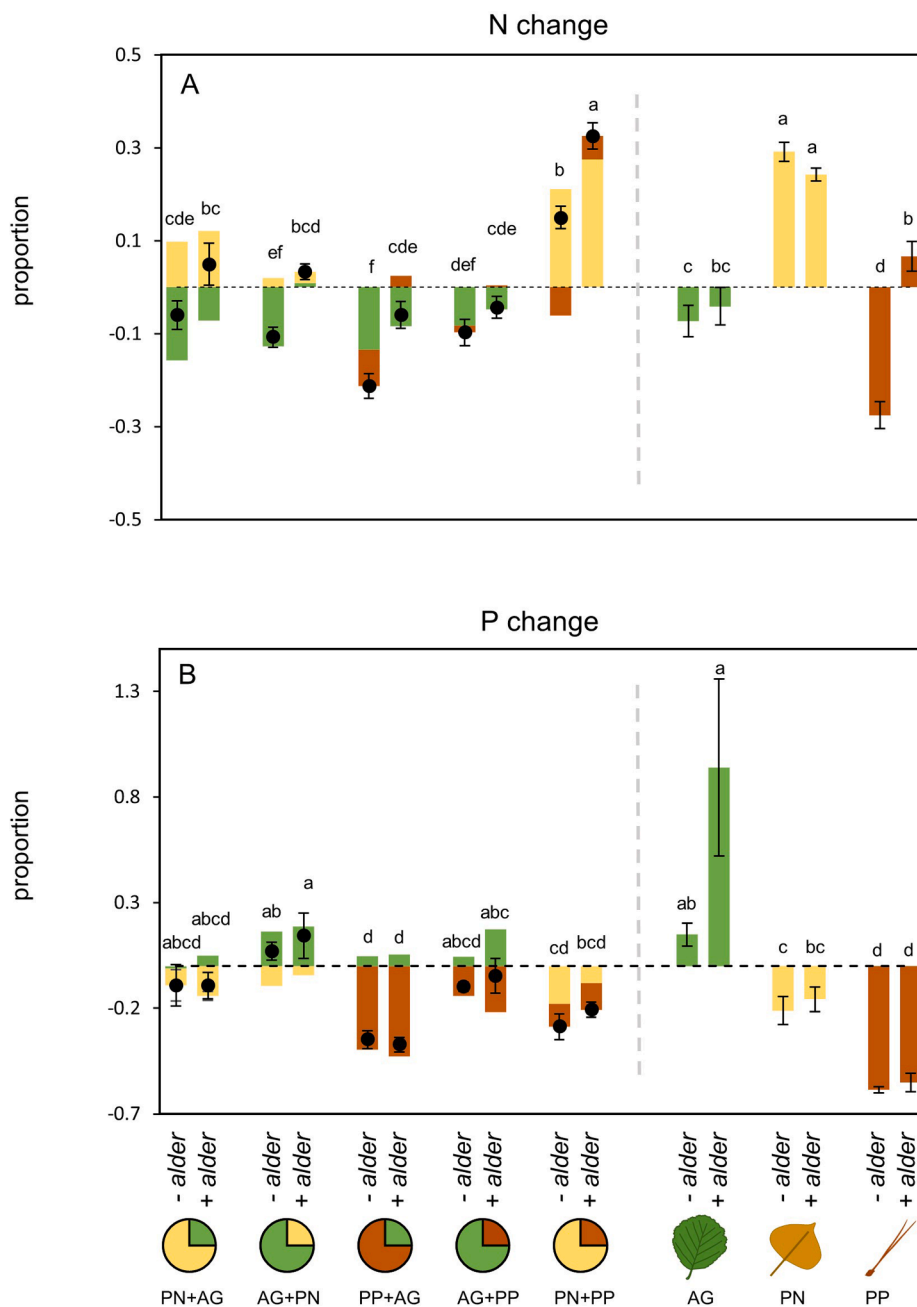 N change
proportion
0.5
0.3
0.1
-0.1
-0.3
-0.5
A
cde bc ef bcd f cde def cde b a c bc a a d b
P change
proportion
1.3
0.8
0.3
-0.2
-0.7
B
abcd abcd ab a d d abcd abc cd bcd ab a c bc d d
- alder + alder - alder + alder - alder + alder - alder + alder - alder + alder - alder + alder - alder + alder - alder + alder
PN+AG AG+PN PP+AG AG+PP PN+PP AG PN PP